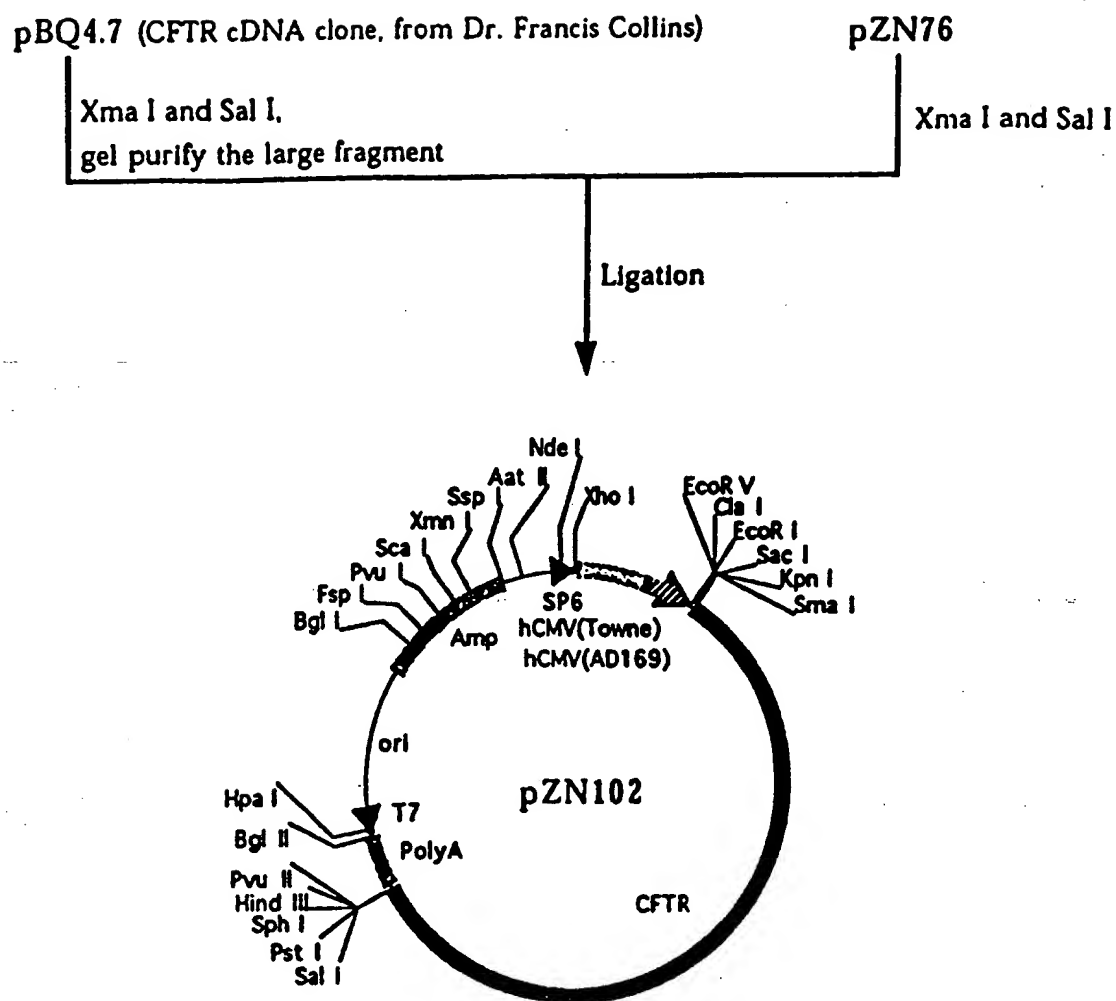 pBQ4.7 (CFTR cDNA clone, from Dr. Francis Collins)
pZN76
Xma I and Sal I,
gel purify the large fragment
Xma I and Sal I
Ligation
Nde I
Aat II
Xho I
Ssp I
Xmn I
Sca I
Pvu I
Fsp I
Bgl I
EcoR V
Cla I
EcoR I
Sac I
Kpn I
Sma I
Amp
SP6
hCMV(Towne)
hCMV(AD169)
ori
pZN102
Hpa I
T7
Bgl II
PolyA
Pvu II
Hind III
Sph I
Pst I
Sal I
CFTR